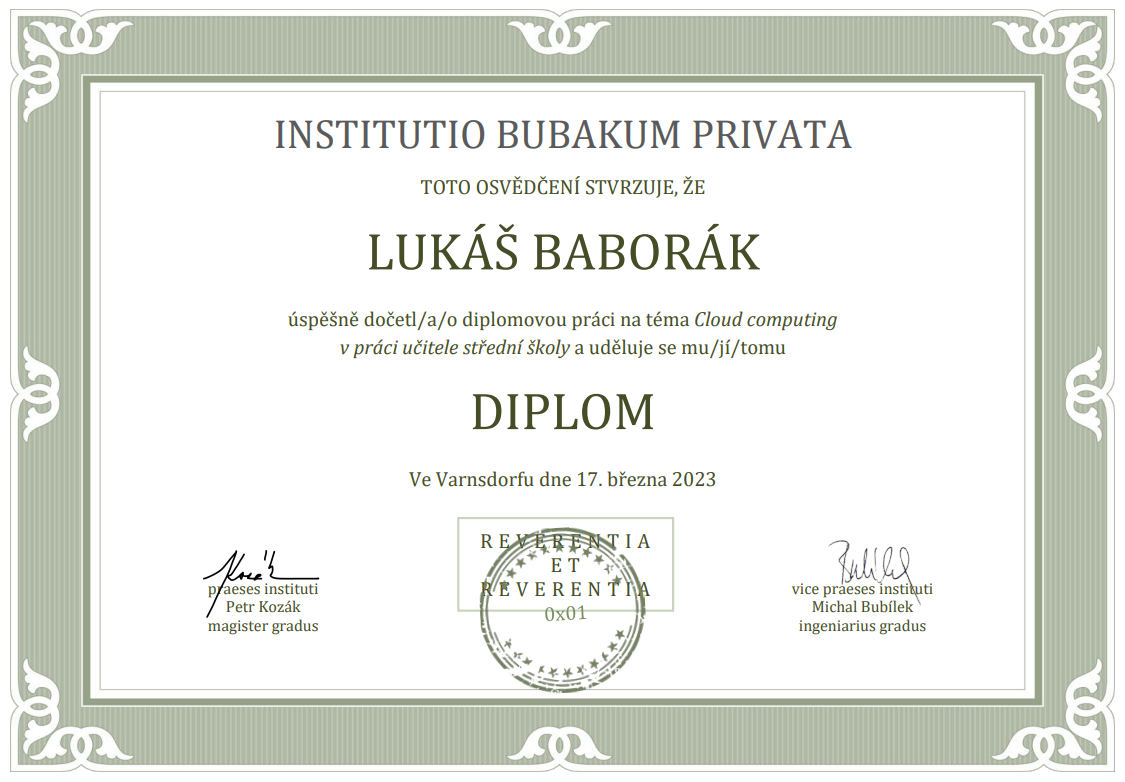 INSTITUTIO BUBAKUM PRIVATA
TOTO OSVĚDČENÍ STVRZUJE, ŽE
LUKÁŠ BABORÁK
úspěšně dočetl/a/o diplomovou práci na téma Cloud computing
v práci učitele střední školy a uděluje se mu/jí/tomu
DIPLOM
Ve Varnsdorfu dne 17. března 2023
REVERENTIA
ET
REVERENTIA
0x01
Kozák
praeses instituti
Petr Kozák
magister gradus
Bubílek
vice praeses instituti
Michal Bubílek
ingeniarius gradus